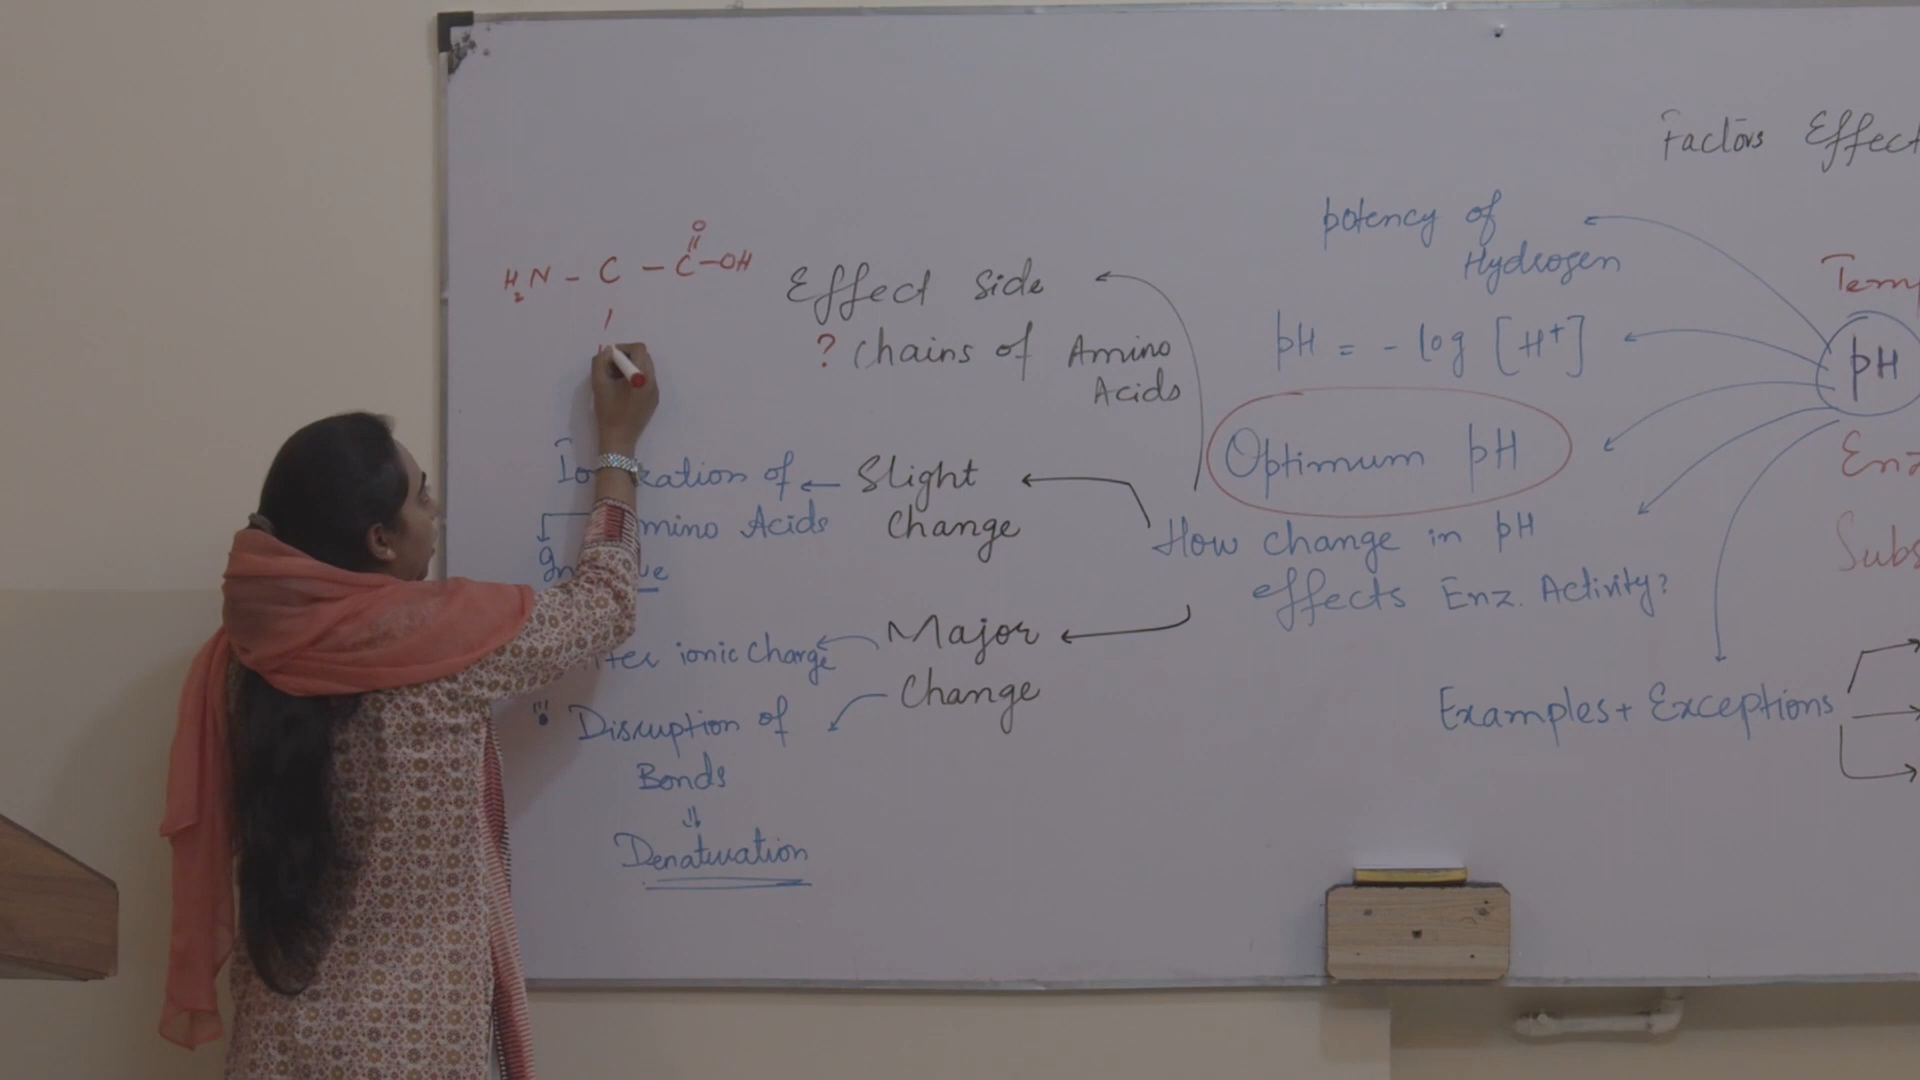 Factors Effect
potency of
Hydrogen
Temp
O
||
H2N - C - C-OH
Effect Side
? Chains of Amino
Acids
pH = - log [H+]
pH
Optimum pH
Enz
Slight
Change
Amino Acids
How change in pH
effects Enz. Activity?
Subs
Major
Change
ionic Charge
Disruption of
Bonds
Denaturation
Examples + Exceptions